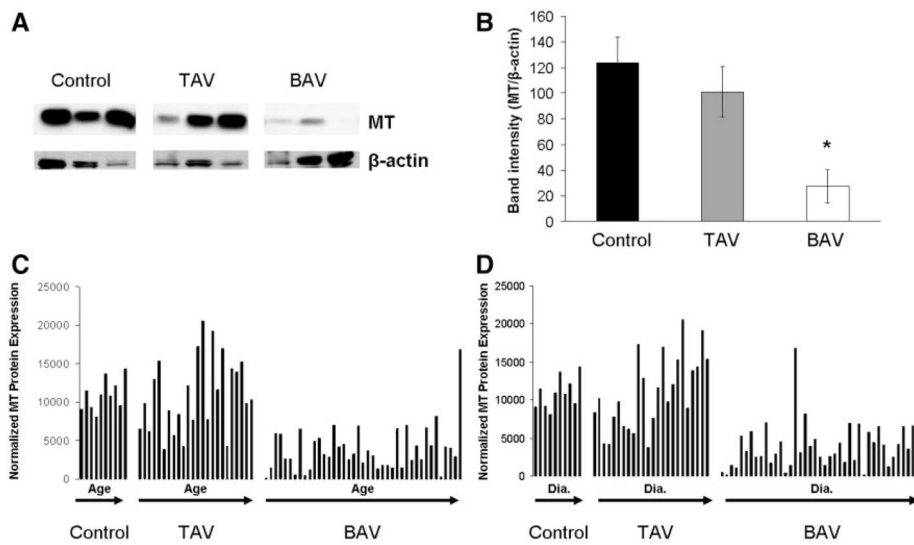 A
Control TAV BAV
MT
β-actin
B
Band intensity (MT/β-actin)
160
140
120
100
80
60
40
20
0
*
Control TAV BAV
C
Normalized MT Protein Expression
25000
20000
15000
10000
5000
0
Age Age Age
Control TAV BAV
D
Normalized MT Protein Expression
25000
20000
15000
10000
5000
0
Dia. Dia. Dia.
Control TAV BAV